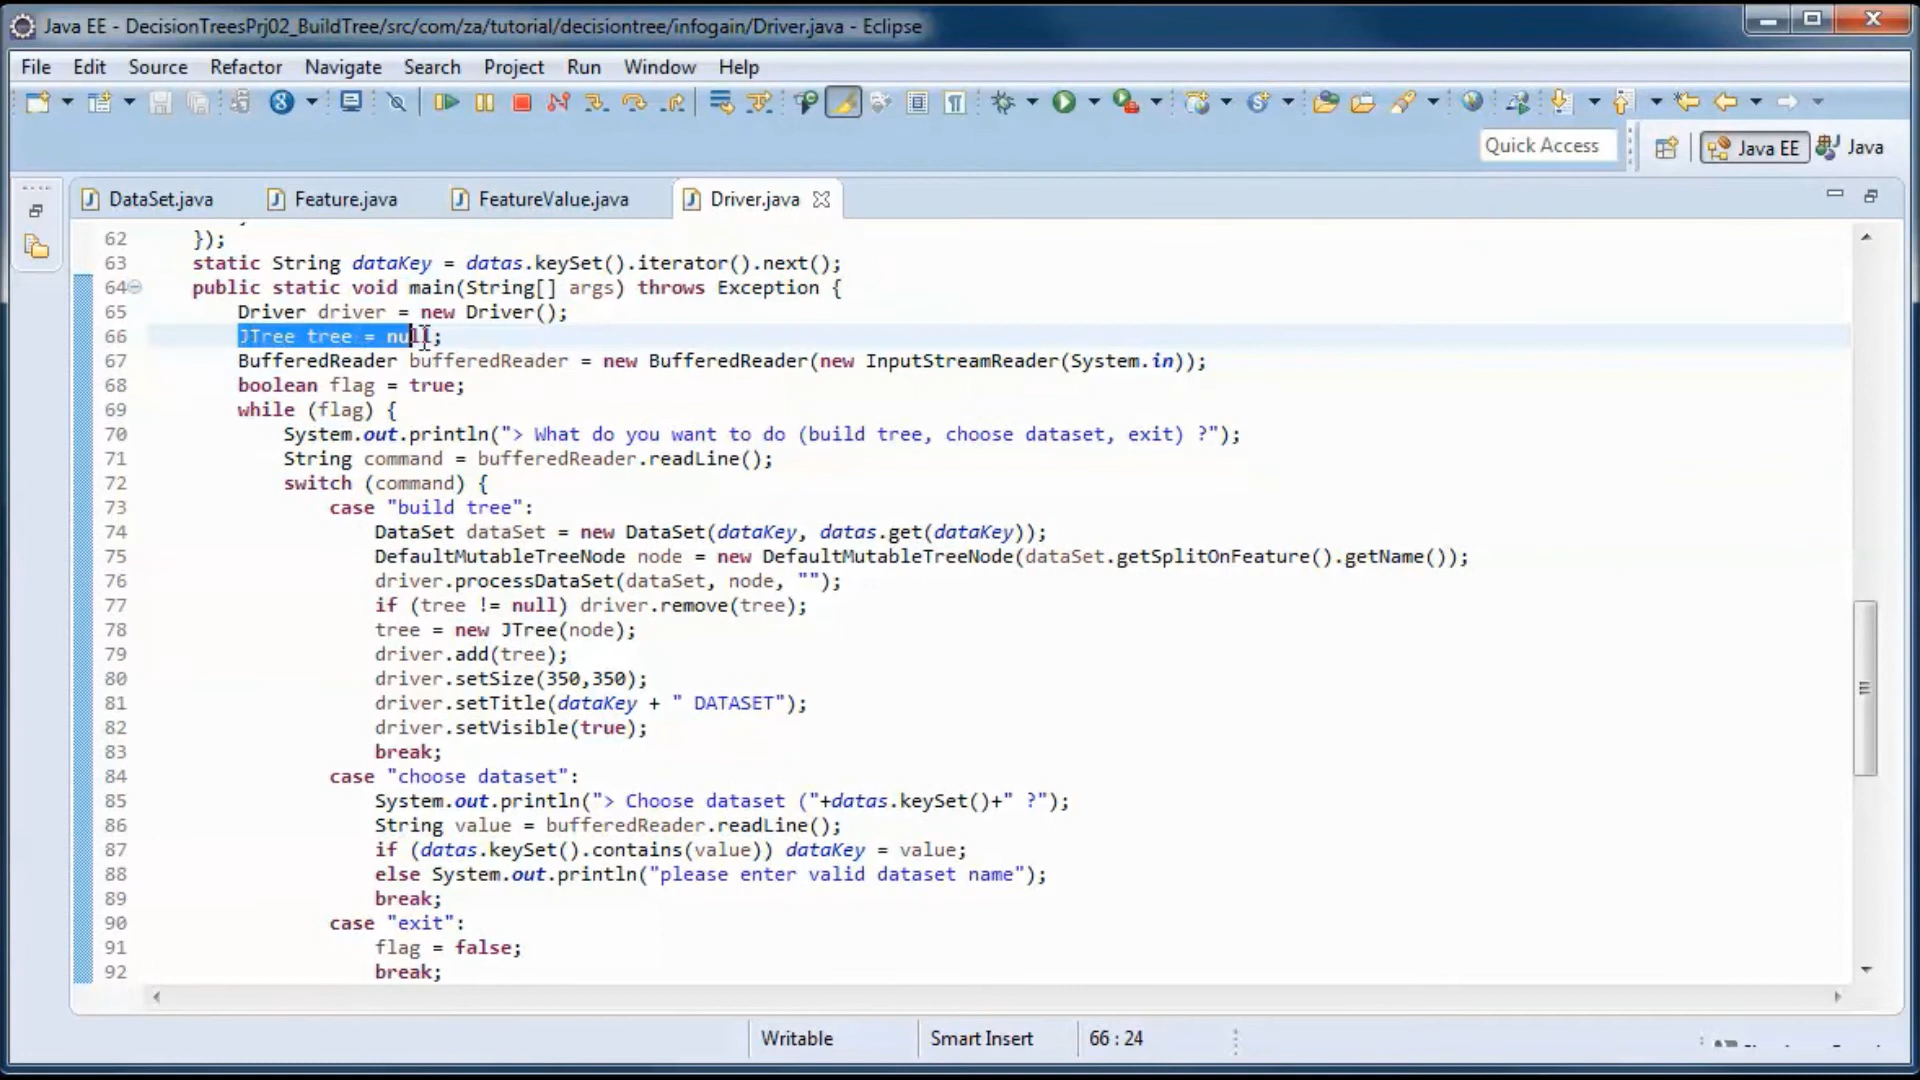 Java EE - DecisionTreesPrj02_BuildTree/src/com/za/tutorial/decisiontree/infogain/Driver.java - Eclipse
File Edit Source Refactor Navigate Search Project Run Window Help
Quick Access Java EE Java
DataSet.java Feature.java FeatureValue.java Driver.java
62 });
63 static String dataKey = datas.keySet().iterator().next();
64 public static void main(String[] args) throws Exception {
65 Driver driver = new Driver();
66 JTree tree = null;
67 BufferedReader bufferedReader = new BufferedReader(new InputStreamReader(System.in));
68 boolean flag = true;
69 while (flag) {
70 System.out.println("> What do you want to do (build tree, choose dataset, exit) ?");
71 String command = bufferedReader.readLine();
72 switch (command) {
73 case "build tree":
74 DataSet dataSet = new DataSet(dataKey, datas.get(dataKey));
75 DefaultMutableTreeNode node = new DefaultMutableTreeNode(dataSet.getSplitOnFeature().getName());
76 driver.processDataSet(dataSet, node, "");
77 if (tree != null) driver.remove(tree);
78 tree = new JTree(node);
79 driver.add(tree);
80 driver.setSize(350,350);
81 driver.setTitle(dataKey + " DATASET");
82 driver.setVisible(true);
83 break;
84 case "choose dataset":
85 System.out.println("> Choose dataset ("+datas.keySet()+" ?");
86 String value = bufferedReader.readLine();
87 if (datas.keySet().contains(value)) dataKey = value;
88 else System.out.println("please enter valid dataset name");
89 break;
90 case "exit":
91 flag = false;
92 break;
Writable Smart Insert 66 : 24